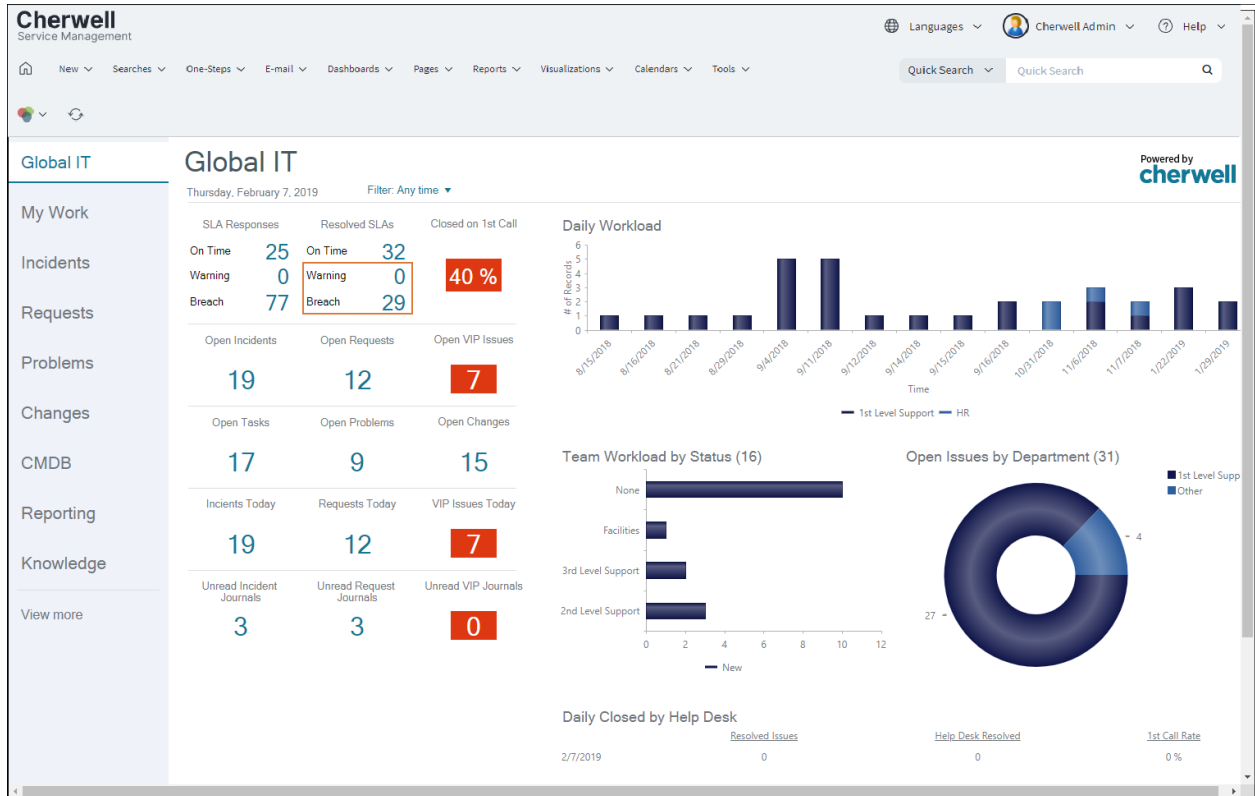 Cherwell
Service Management
Languages Cherwell Admin Help
New Searches One-Steps E-mail Dashboards Pages Reports Visualizations Calendars Tools Quick Search Quick Search
Global IT
My Work
Incidents
Requests
Problems
Changes
CMDB
Reporting
Knowledge
View more
Global IT
Thursday, February 7, 2019 Filter: Any time
Powered by
cherwell
SLA Responses Resolved SLAs Closed on 1st Call
On Time 25 On Time 32
Warning 0 Warning 0 40 %
Breach 77 Breach 29
Open Incidents Open Requests Open VIP Issues
19 12 7
Open Tasks Open Problems Open Changes
17 9 15
Incients Today Requests Today VIP Issues Today
19 12 7
Unread Incident Unread Request Unread VIP Journals
Journals Journals
3 3 0
Daily Workload
# of Records
6
5
4
3
2
1
0
8/15/2018 8/16/2018 8/21/2018 8/29/2018 9/4/2018 9/11/2018 9/12/2018 9/14/2018 9/15/2018 9/16/2018 10/31/2018 11/6/2018 11/7/2018 1/22/2019 1/29/2019
Time
1st Level Support HR
Team Workload by Status (16)
None
Facilities
3rd Level Support
2nd Level Support
0 2 4 6 8 10 12
New
Open Issues by Department (31)
1st Level Supp
Other
4
27
Daily Closed by Help Desk
Resolved Issues Help Desk Resolved 1st Call Rate
2/7/2019 0 0 0 %